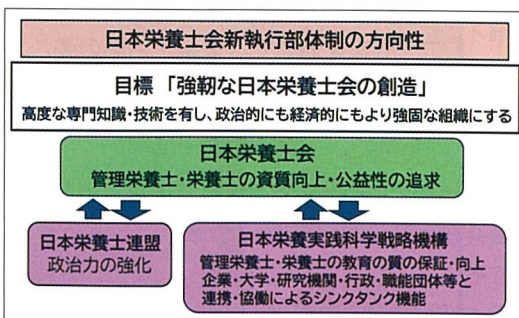 日本栄養士会新執行部体制の方向性
目標 「強靭な日本栄養士会の創造」
高度な専門知識・技術を有し、政治的にも経済的にもより強固な組織にする
日本栄養士会
管理栄養士・栄養士の資質向上・公益性の追求
日本栄養士連盟
政治力の強化
日本栄養実践科学戦略機構
管理栄養士・栄養士の教育の質の保証・向上
企業・大学・研究機関・行政・職能団体等と
連携・協働によるシンクタンク機能